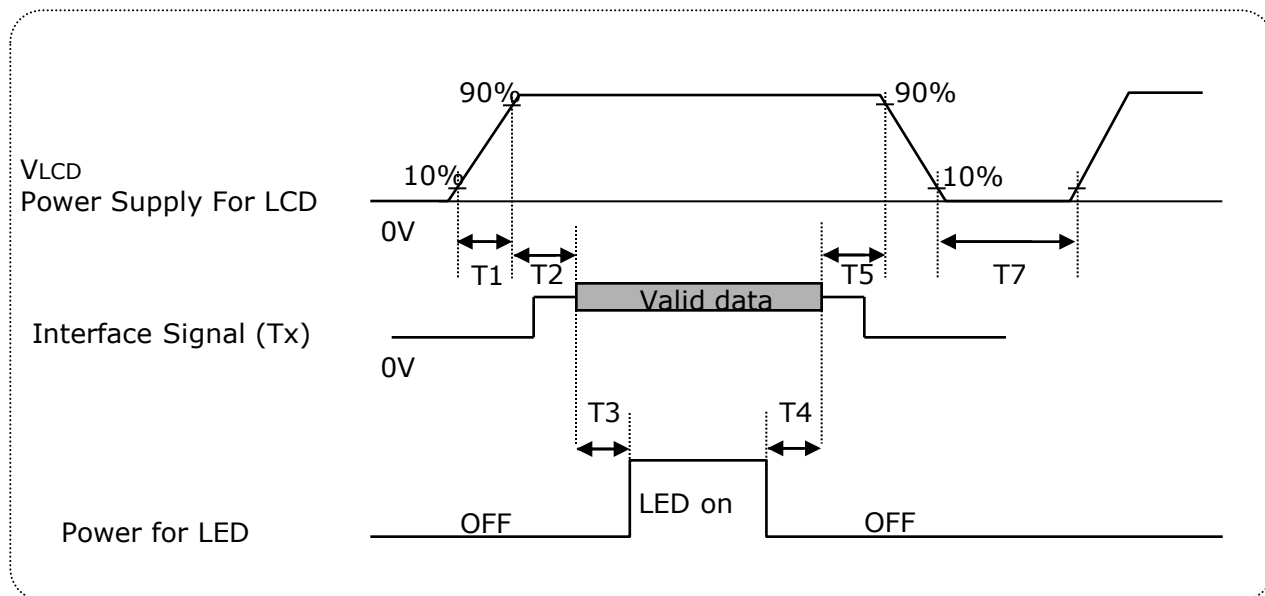 90%
90%
VLCD
10%
10%
Power Supply For LCD
0V
T1
T2
T5
T7
Valid data
Interface Signal (Tx)
0V
T3
T4
LED on
Power for LED
OFF
OFF